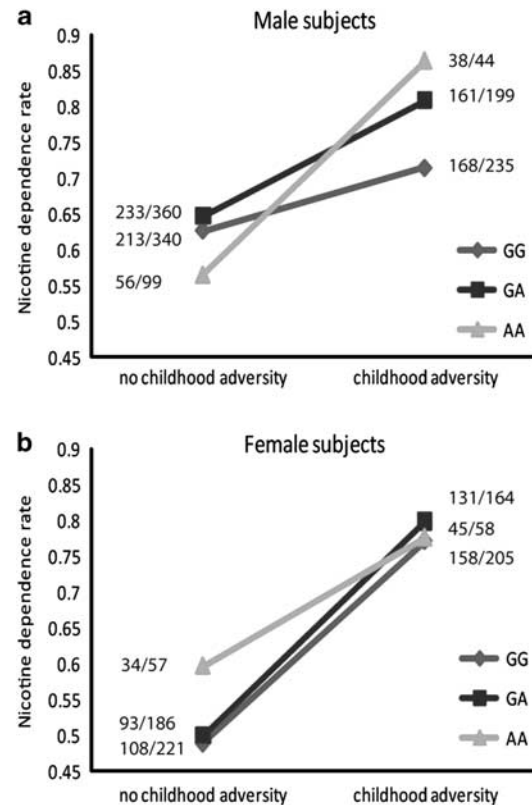 a
Male subjects
Nicotine dependence rate
0.9
0.85
0.8
0.75
0.7
0.65
0.6
0.55
0.5
0.45
38/44
161/199
168/235
233/360
213/340
56/99
GG
GA
AA
no childhood adversity childhood adversity
b
Female subjects
Nicotine dependence rate
0.9
0.85
0.8
0.75
0.7
0.65
0.6
0.55
0.5
0.45
131/164
45/58
158/205
34/57
93/186
108/221
GG
GA
AA
no childhood adversity childhood adversity